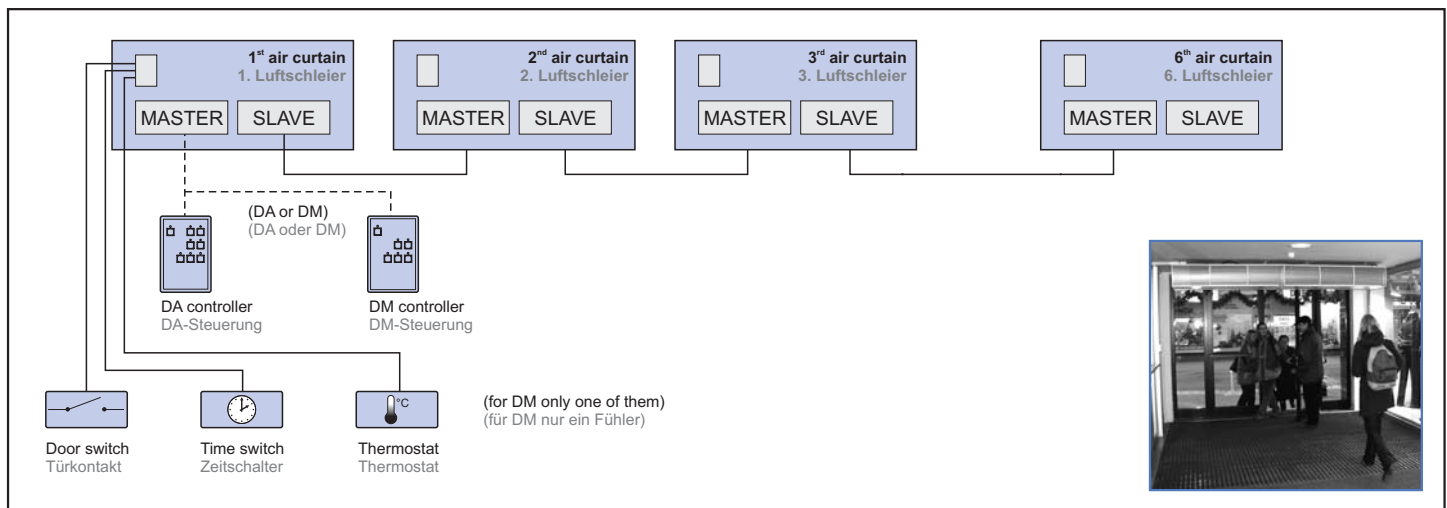 1st air curtain
1. Luftschleier
MASTER SLAVE
2nd air curtain
2. Luftschleier
MASTER SLAVE
3rd air curtain
3. Luftschleier
MASTER SLAVE
6th air curtain
6. Luftschleier
MASTER SLAVE
(DA or DM)
(DA oder DM)
DA controller
DA-Steuerung
DM controller
DM-Steuerung
°C
Door switch
Türkontakt
Time switch
Zeitschalter
Thermostat
Thermostat
(for DM only one of them)
(für DM nur ein Fühler)